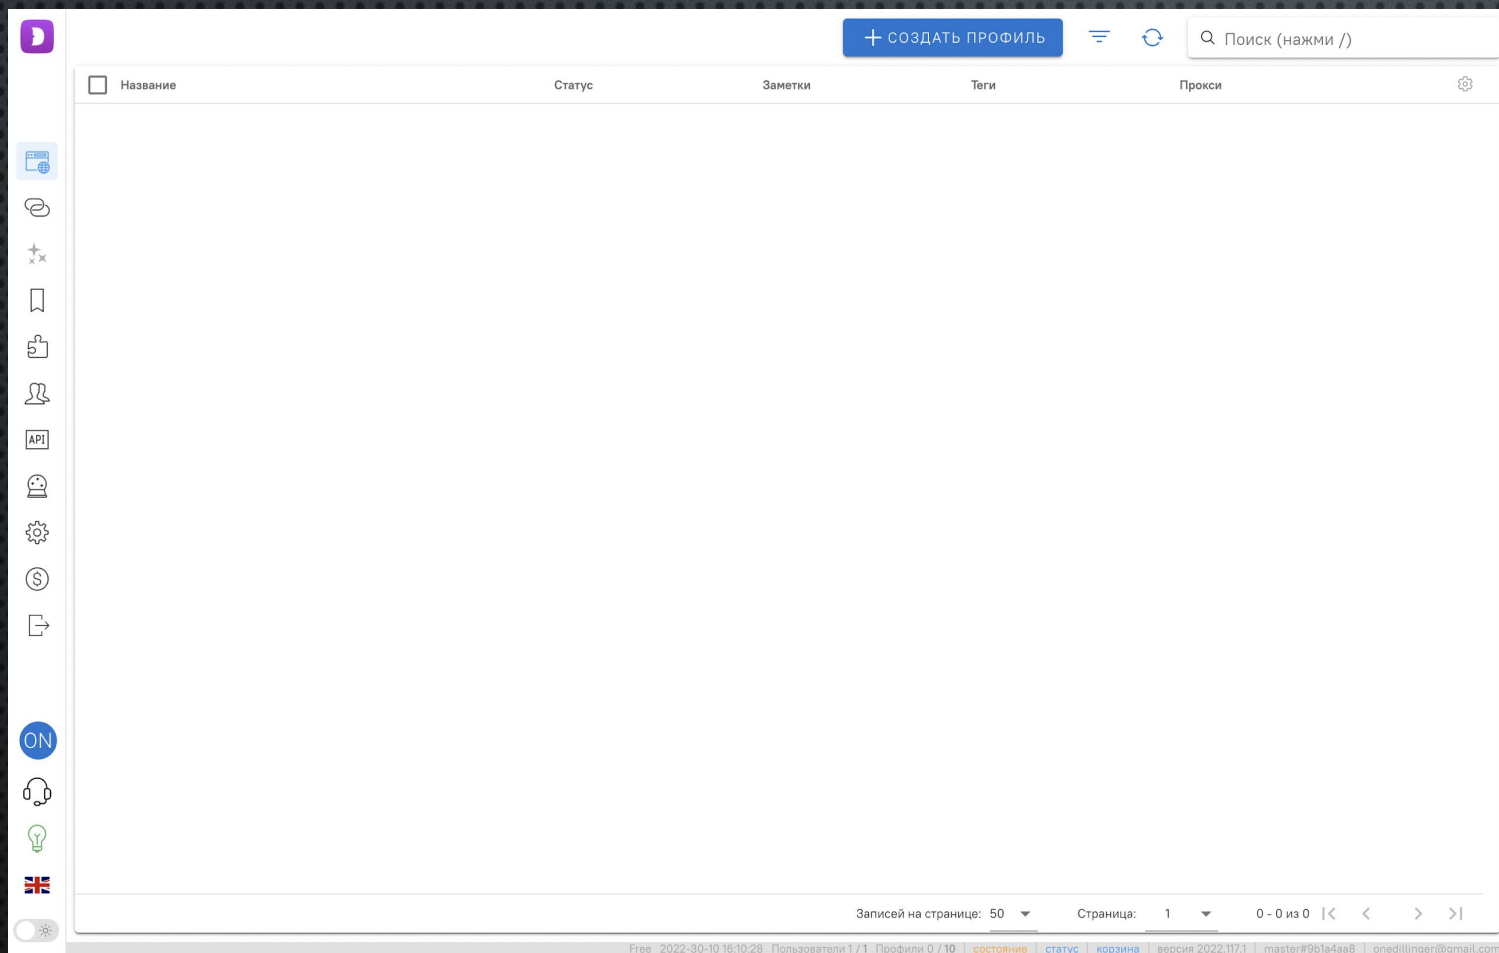 СОЗДАТЬ ПРОФИЛЬ
Поиск (нажми /)
Название Статус Заметки Теги Прокси
API
ON
Записей на странице: 50 Страница: 1 0 - 0 из 0
Free 2022-30-10 16:10:28 Пользователи 1 / 1 Профили 0 / 10 состояние статус корзина версия 2022.117.1 master#9b1a4aa8 onedillinger@gmail.com